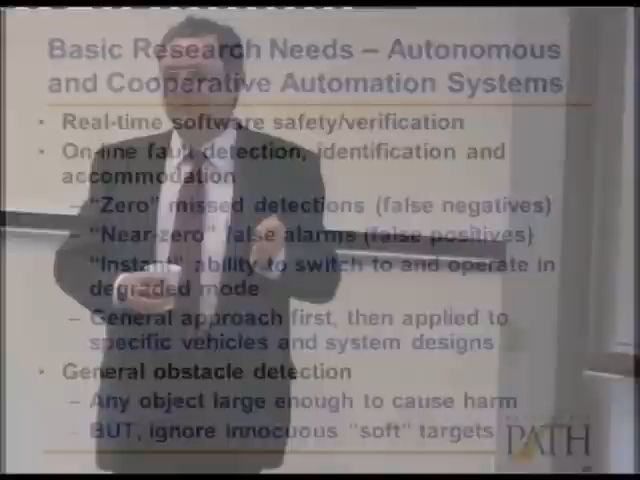 Basic Research Needs – Autonomous
and Cooperative Automation Systems
• Real-time software safety/verification
• On-line fault detection, identification and
accommodation
– "Zero" missed detections (false negatives)
– "Near-zero" false alarms (false positives)
– "Instant" ability to switch to and operate in
degraded mode
– General approach first, then applied to
specific vehicles and system designs
• General obstacle detection
– Any object large enough to cause harm
– BUT, ignore innocuous "soft" targets
PATH